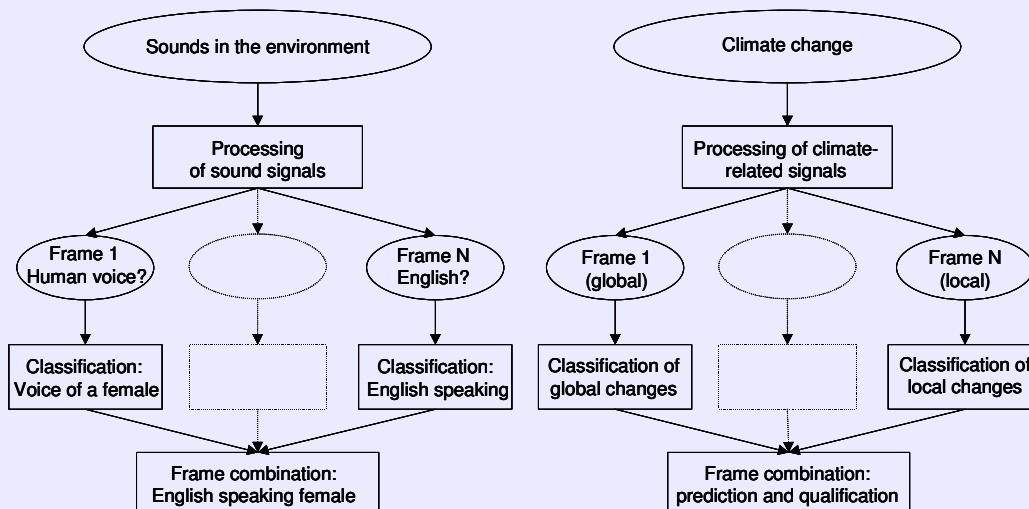 Sounds in the environment
Processing
of sound signals
Frame 1
Human voice?
Frame N
English?
Classification:
Voice of a female
Classification:
English speaking
Frame combination:
English speaking female
Climate change
Processing of climate-
related signals
Frame 1
(global)
Frame N
(local)
Classification of
global changes
Classification of
local changes
Frame combination:
prediction and qualification